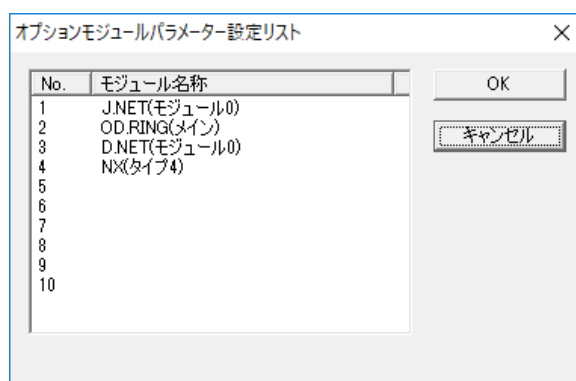 オプションモジュールパラメーター設定リスト
No. モジュール名称 OK
1 J.NET(モジュール0)
2 OD.RING(メイン) キャンセル
3 D.NET(モジュール0)
4 NX(タイプ4)
5
6
7
8
9
10